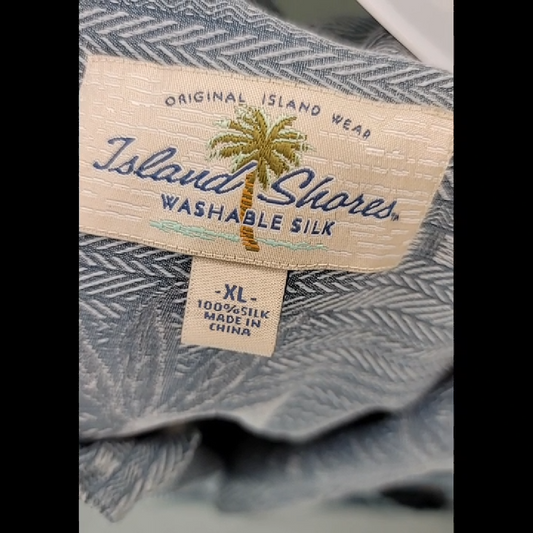 ORIGINAL ISLAND WEAR
Island Shores
WASHABLE SILK
-XL-
100% SILK
MADE IN
CHINA